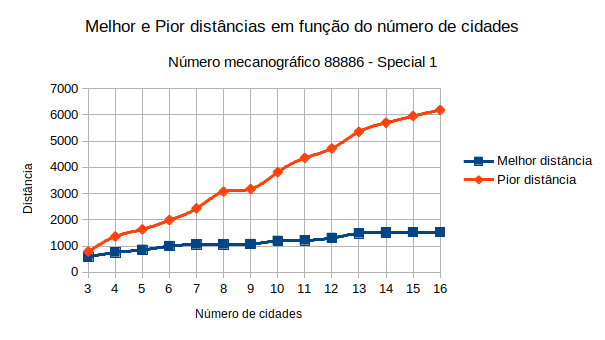 Melhor e Pior distâncias em função do número de cidades
Número mecanográfico 88886 - Special 1
Distância
7000
6000
5000
4000
3000
2000
1000
0
3 4 5 6 7 8 9 10 11 12 13 14 15 16
Número de cidades
Melhor distância
Pior distância